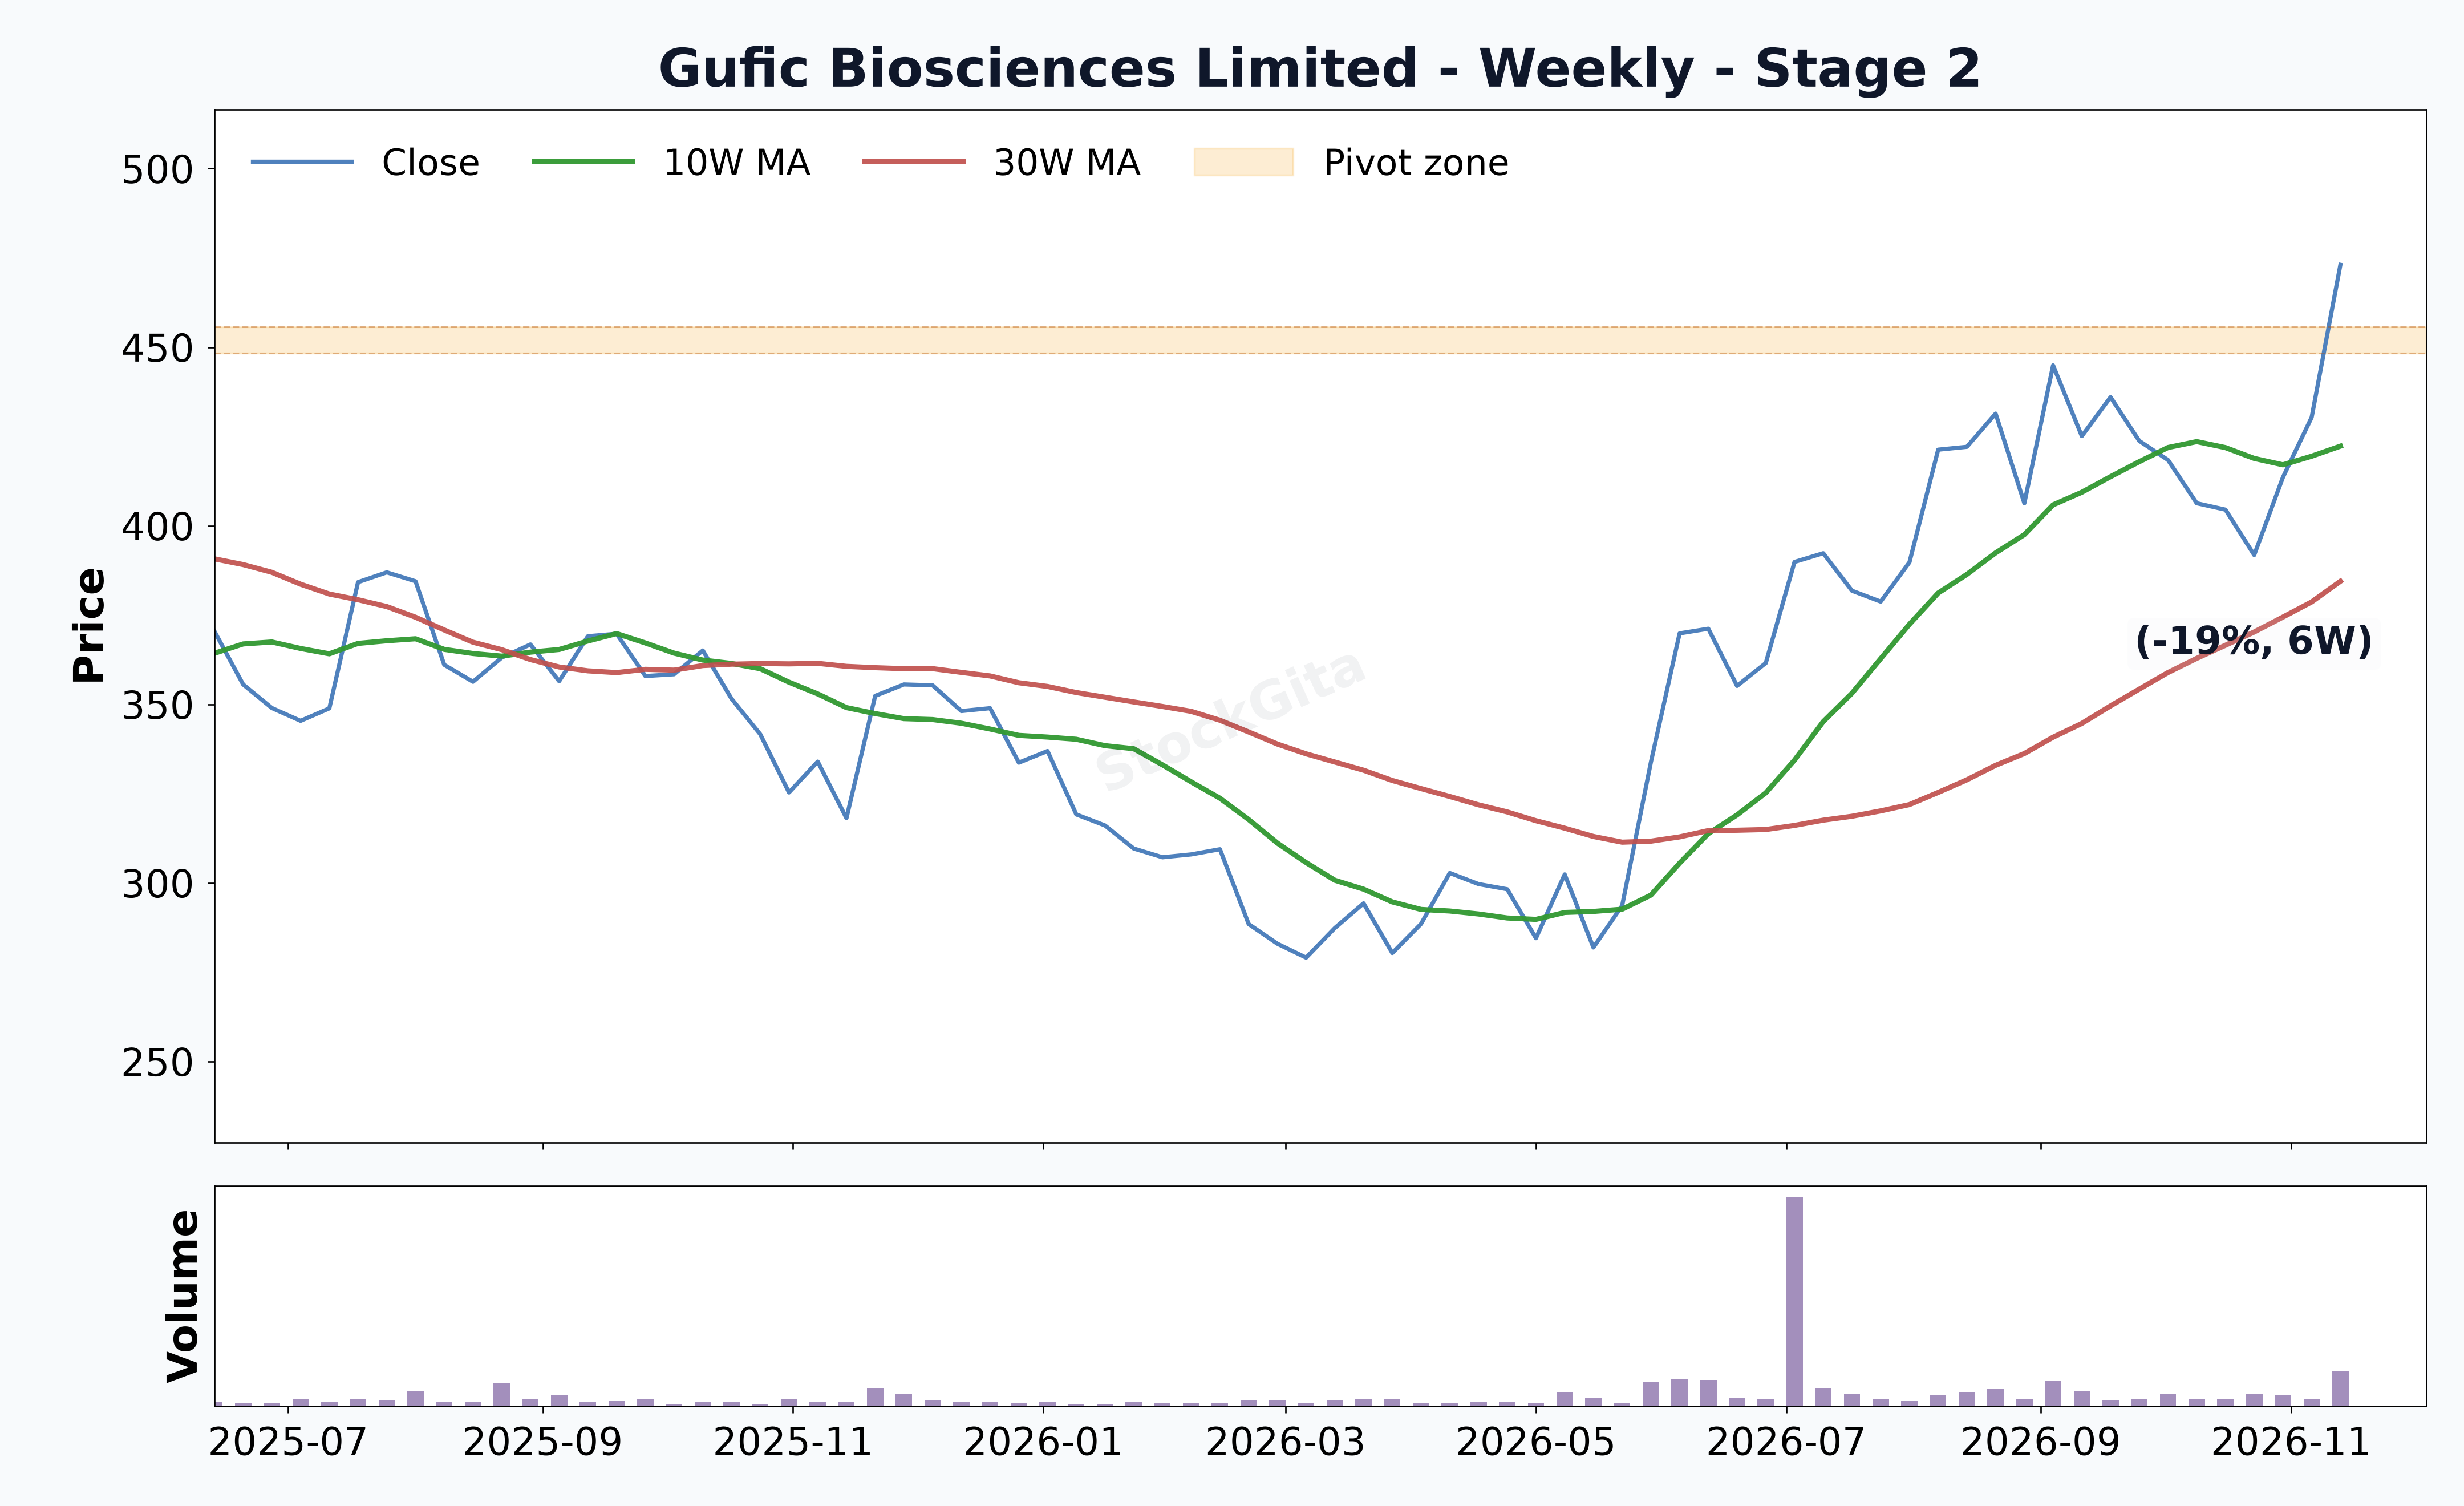 Gufic Biosciences Limited - Weekly - Stage 2
Close 10W MA 30W MA Pivot zone
500
450
400
350
300
250
Price
(-19%, 6W)
StockGita
Volume
2025-07 2025-09 2025-11 2026-01 2026-03 2026-05 2026-07 2026-09 2026-11